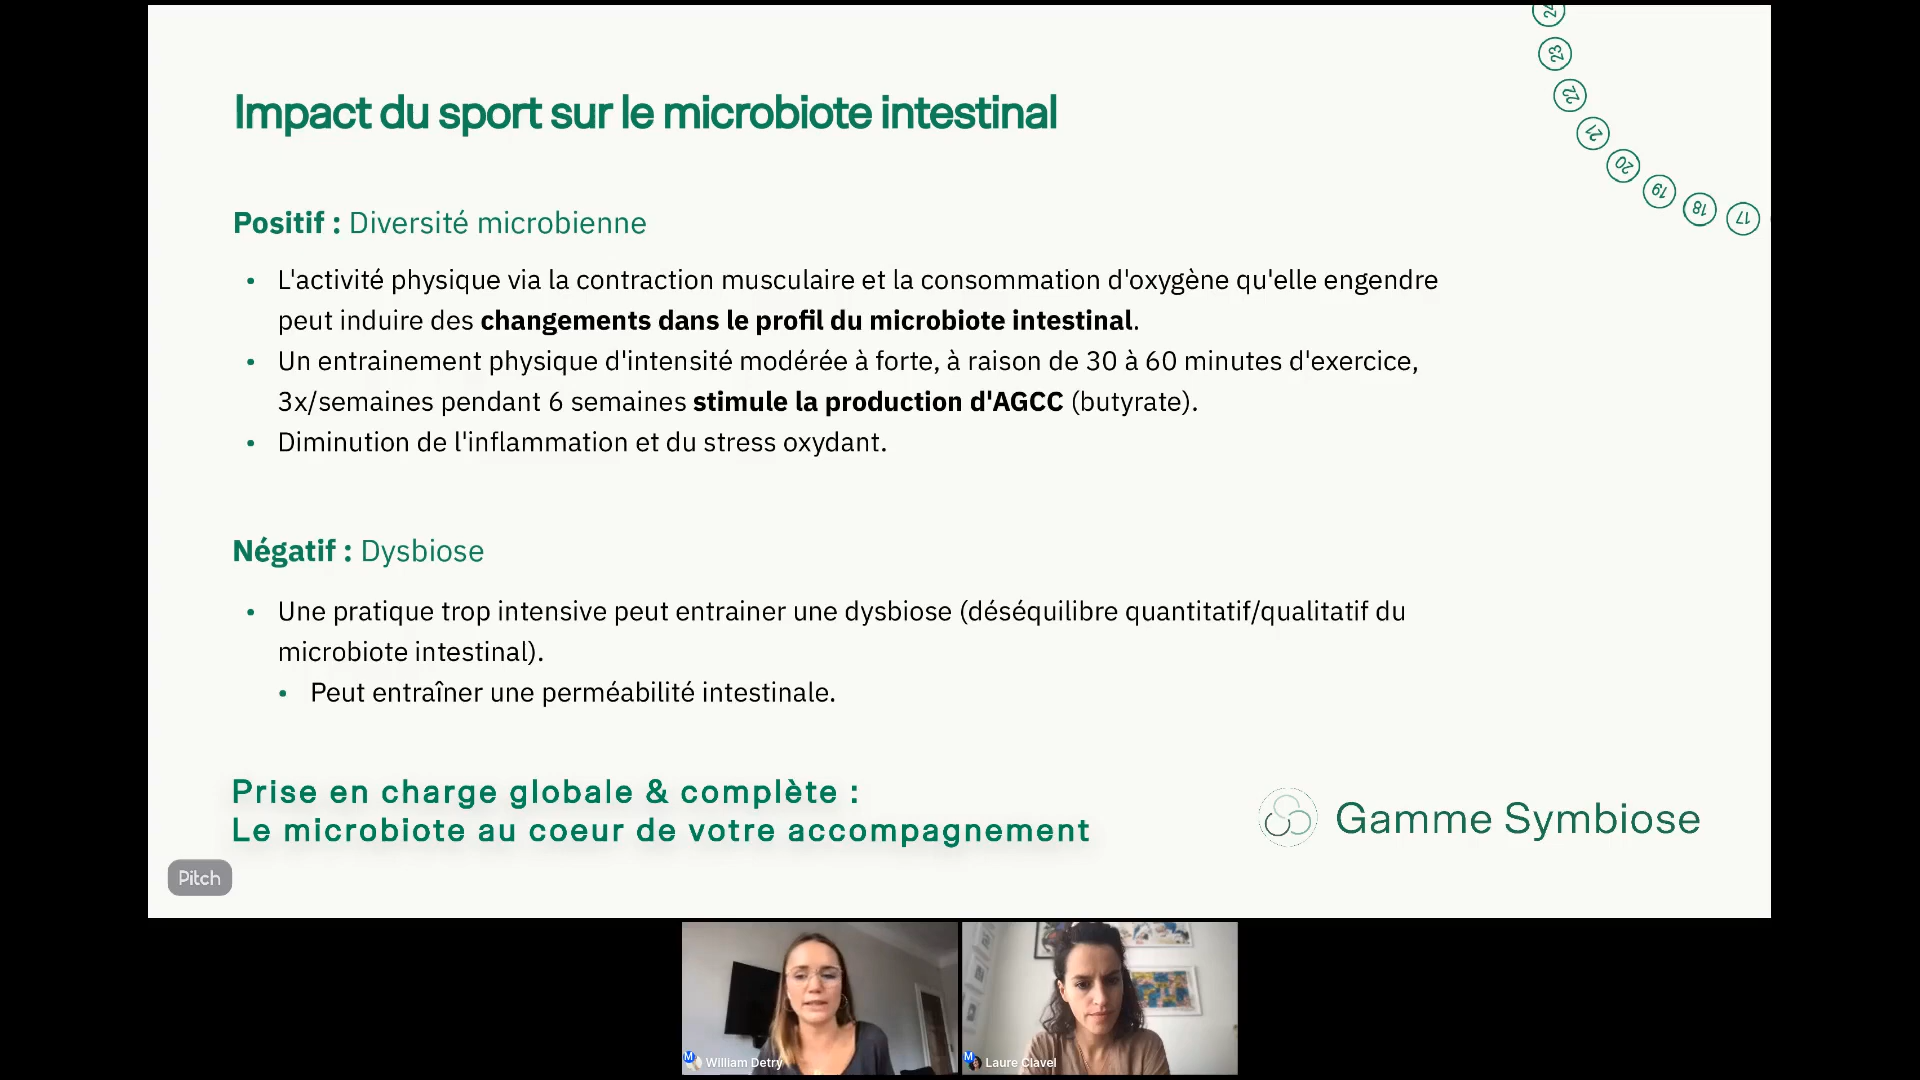 Impact du sport sur le microbiote intestinal
24
23
22
21
20
19
18
17
Positif : Diversité microbienne
• L'activité physique via la contraction musculaire et la consommation d'oxygène qu'elle engendre
peut induire des changements dans le profil du microbiote intestinal.
• Un entrainement physique d'intensité modérée à forte, à raison de 30 à 60 minutes d'exercice,
3x/semaines pendant 6 semaines stimule la production d'AGCC (butyrate).
• Diminution de l'inflammation et du stress oxydant.
Négatif : Dysbiose
• Une pratique trop intensive peut entrainer une dysbiose (déséquilibre quantitatif/qualitatif du
microbiote intestinal).
• Peut entraîner une perméabilité intestinale.
Prise en charge globale & complète :
Le microbiote au coeur de votre accompagnement
Gamme Symbiose
Pitch
M William Detry
M Laure Clavel